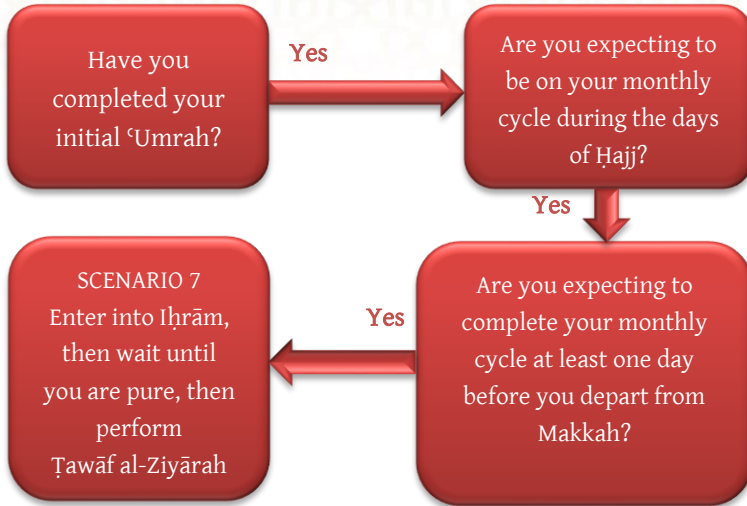 Have you
completed your
initial ʿUmrah?
Yes
Are you expecting to
be on your monthly
cycle during the days
of Ḥajj?
Yes
Are you expecting to
complete your monthly
cycle at least one day
before you depart from
Makkah?
Yes
SCENARIO 7
Enter into Iḥrām,
then wait until
you are pure, then
perform
Ṭawāf al-Ziyārah